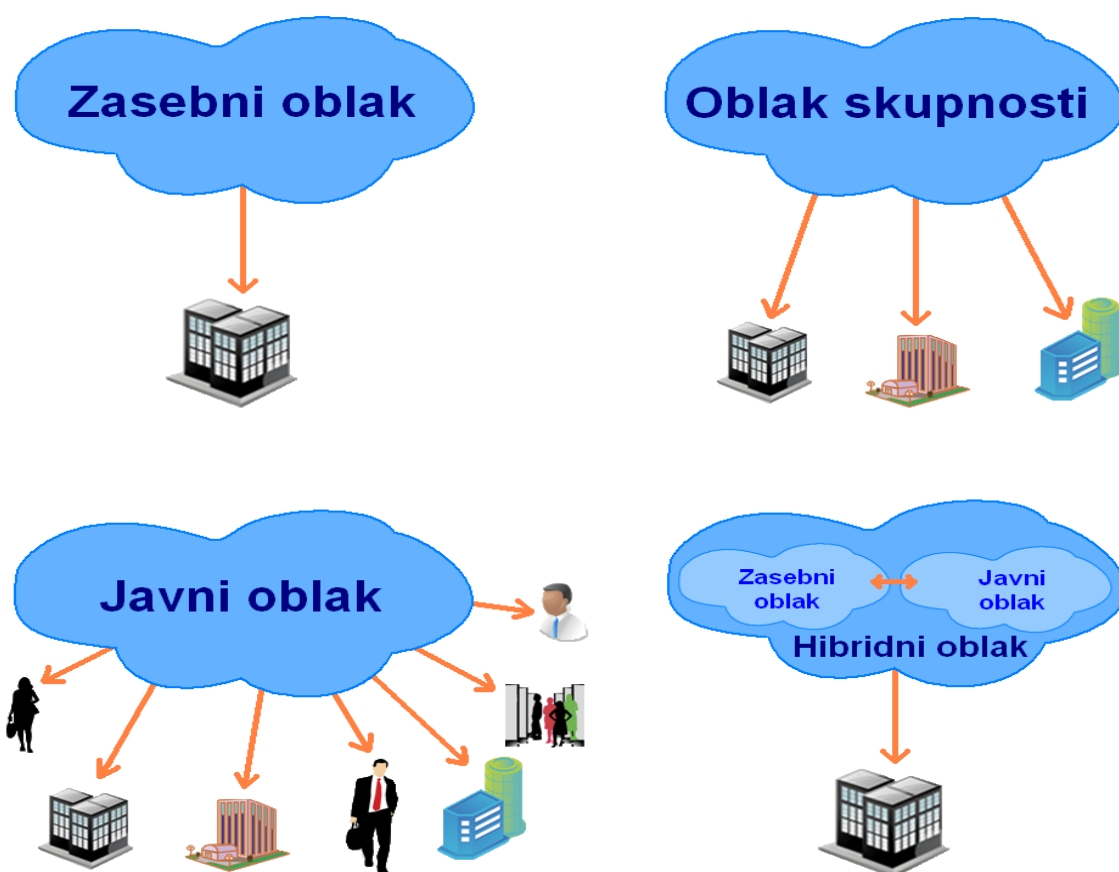 Zasebni oblak
Oblak skupnosti
Javni oblak
Zasebni
oblak
Javni
oblak
Hibridni oblak